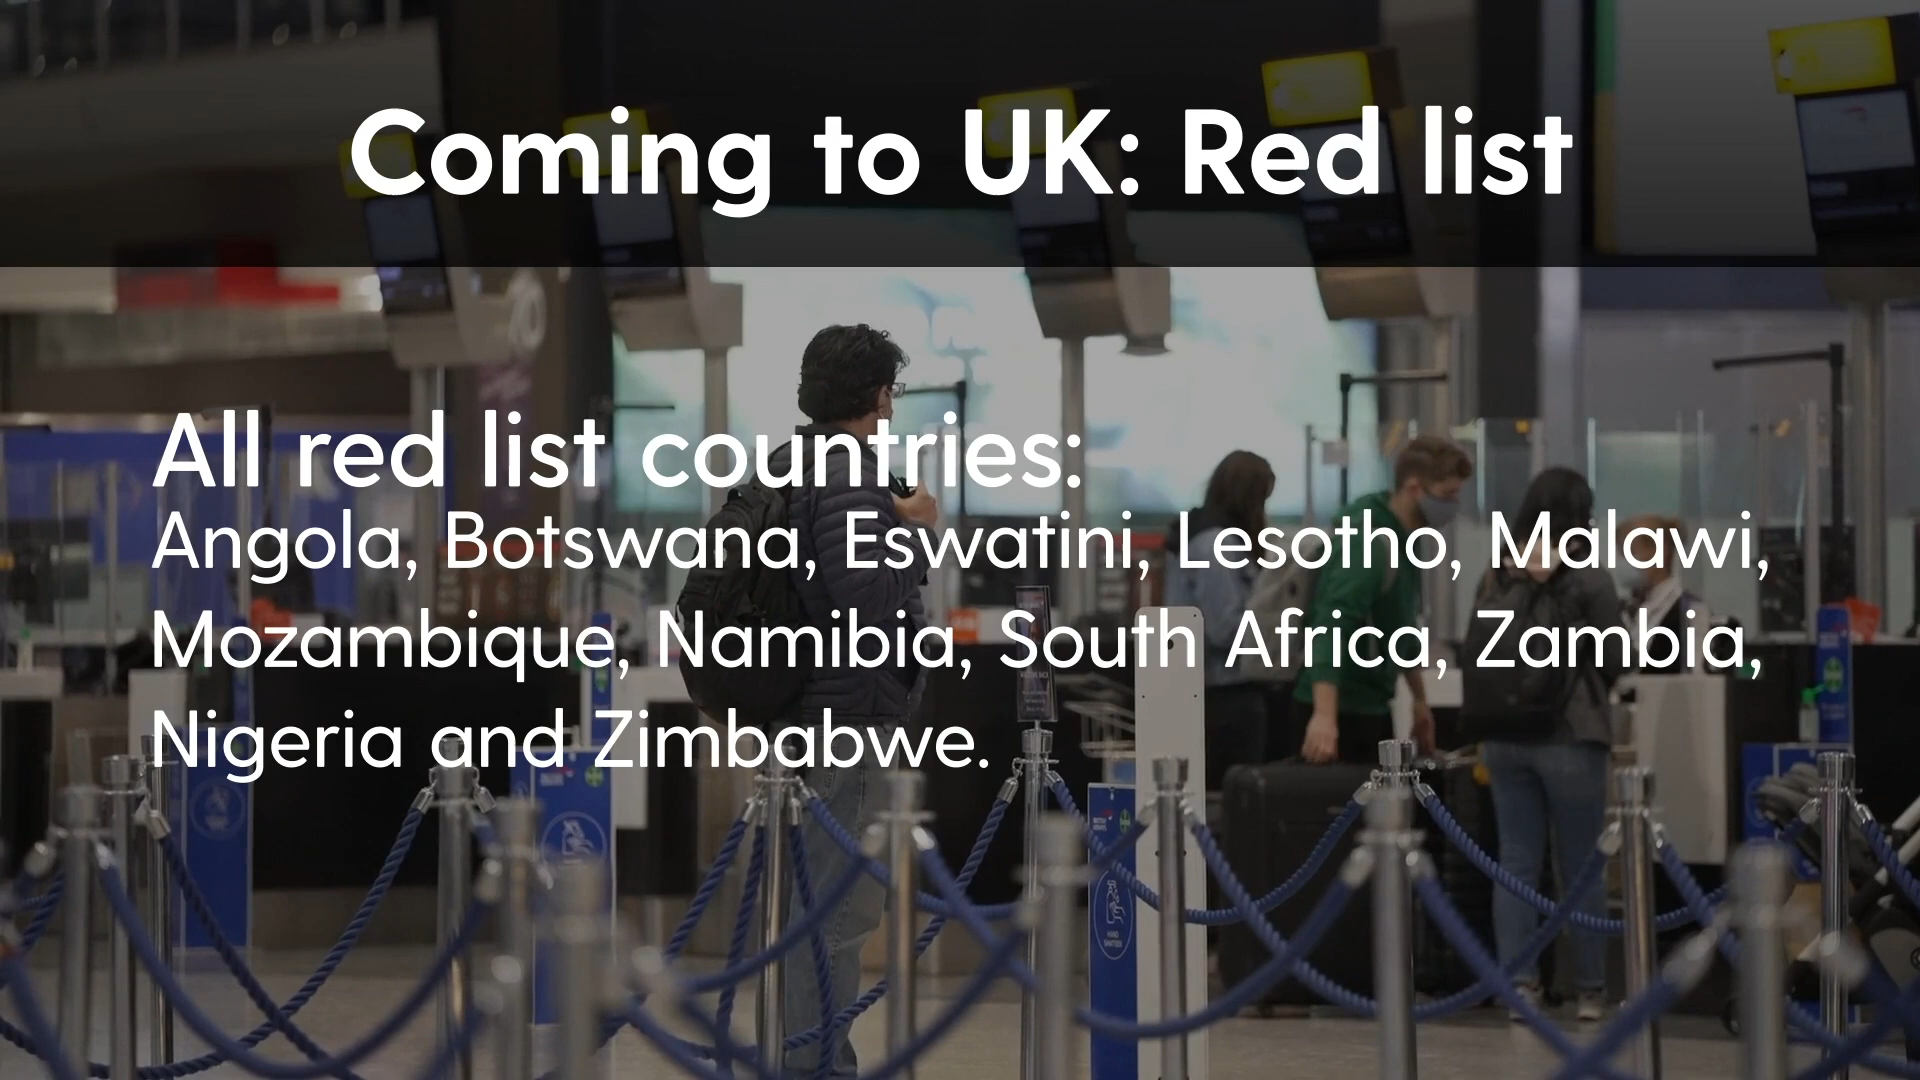 Coming to UK: Red list
All red list countries:
Angola, Botswana, Eswatini, Lesotho, Malawi,
Mozambique, Namibia, South Africa, Zambia,
Nigeria and Zimbabwe.